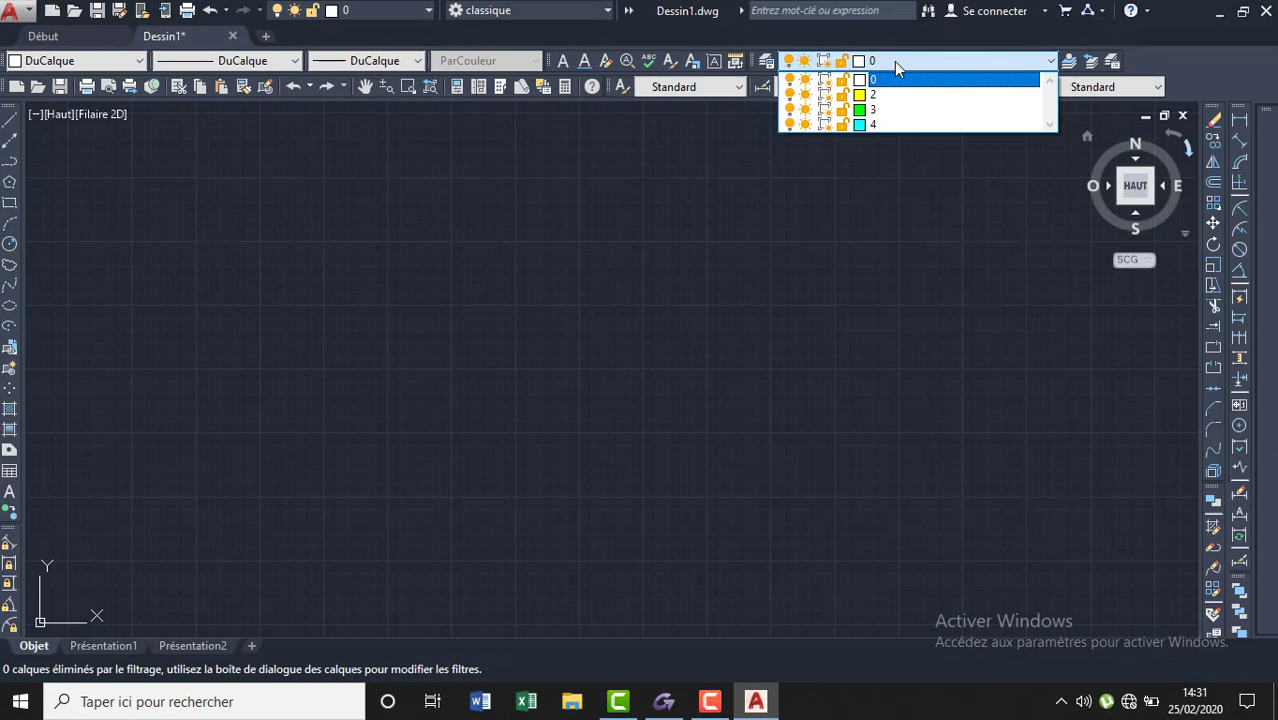 0
classique
Dessin1.dwg
Entrez mot-clé ou expression
Se connecter
Début
Dessin1*
DuCalque
DuCalque
DuCalque
ParCouleur
0
Standard
Standard
0
2
3
4
[−][Haut][Filaire 2D]
N
O
HAUT
E
S
SCG
Y
X
Activer Windows
Accédez aux paramètres pour activer Windows.
Objet
Présentation1
Présentation2
0 calques éliminés par le filtrage, utilisez la boîte de dialogue des calques pour modifier les filtres.
Taper ici pour rechercher
14:31
25/02/2020